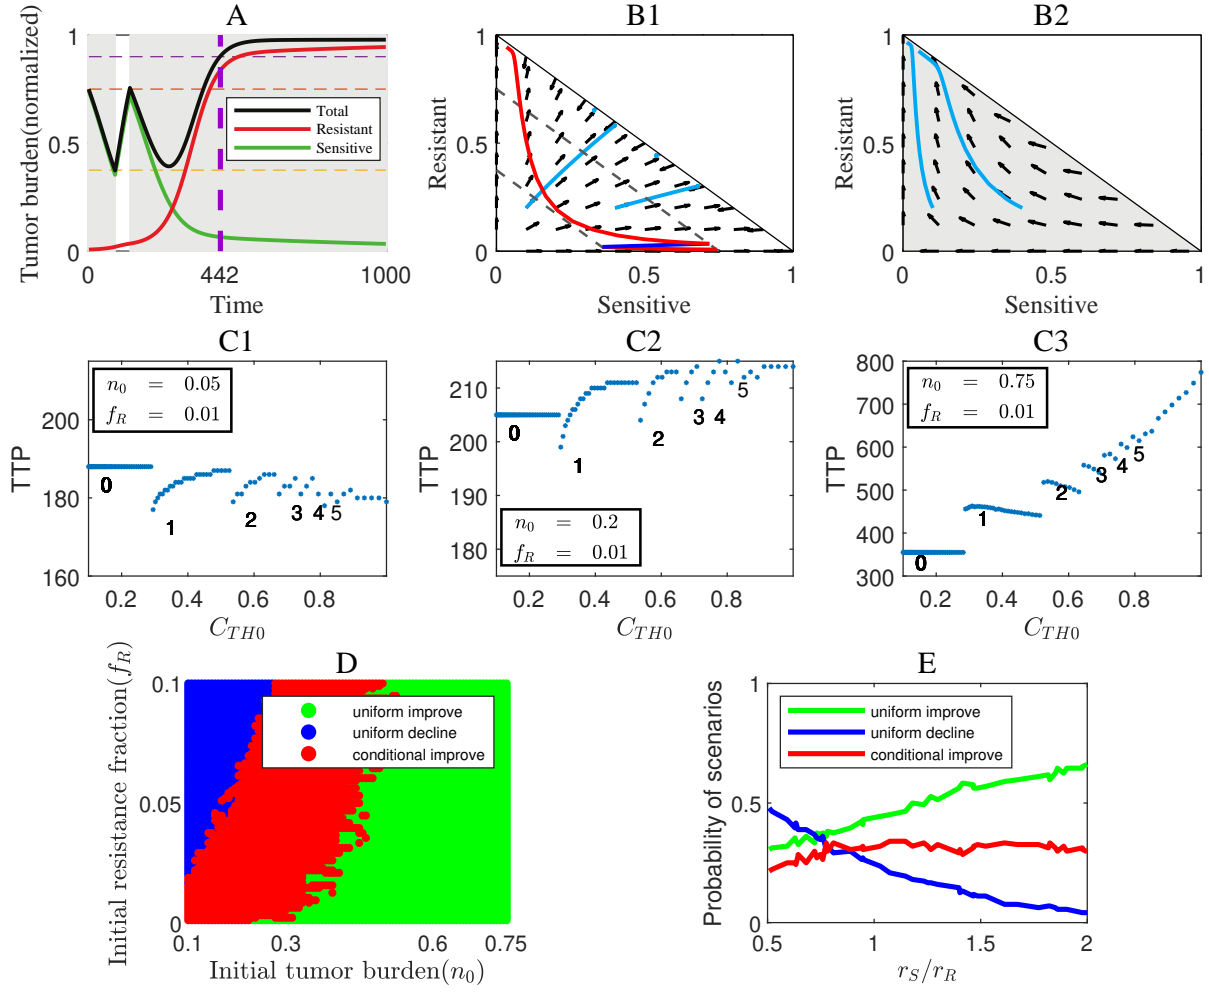 A
Tumor burden(normalized)
1
0.5
0
0
442
1000
Time
Total
Resistant
Sensitive
B1
Resistant
1
0.5
0
0
0.5
1
Sensitive
B2
Resistant
1
0.5
0
0
0.5
1
Sensitive
C1
n0 = 0.05
fR = 0.01
TTP
200
180
160
0
1
2
3
4
5
0.2
0.4
0.6
0.8
CTH0
C2
n0 = 0.2
fR = 0.01
TTP
210
200
190
180
0
1
2
3
4
5
0.2
0.4
0.6
0.8
CTH0
C3
n0 = 0.75
fR = 0.01
TTP
800
700
600
500
400
300
0
1
2
3
4
5
0.2
0.4
0.6
0.8
CTH0
D
Initial resistance fraction(fR)
0.1
0.05
0
0.1
0.3
0.6
0.75
Initial tumor burden(n0)
uniform improve
uniform decline
conditional improve
E
Probability of scenarios
1
0.5
0
0.5
1
1.5
2
rS/rR
uniform improve
uniform decline
conditional improve